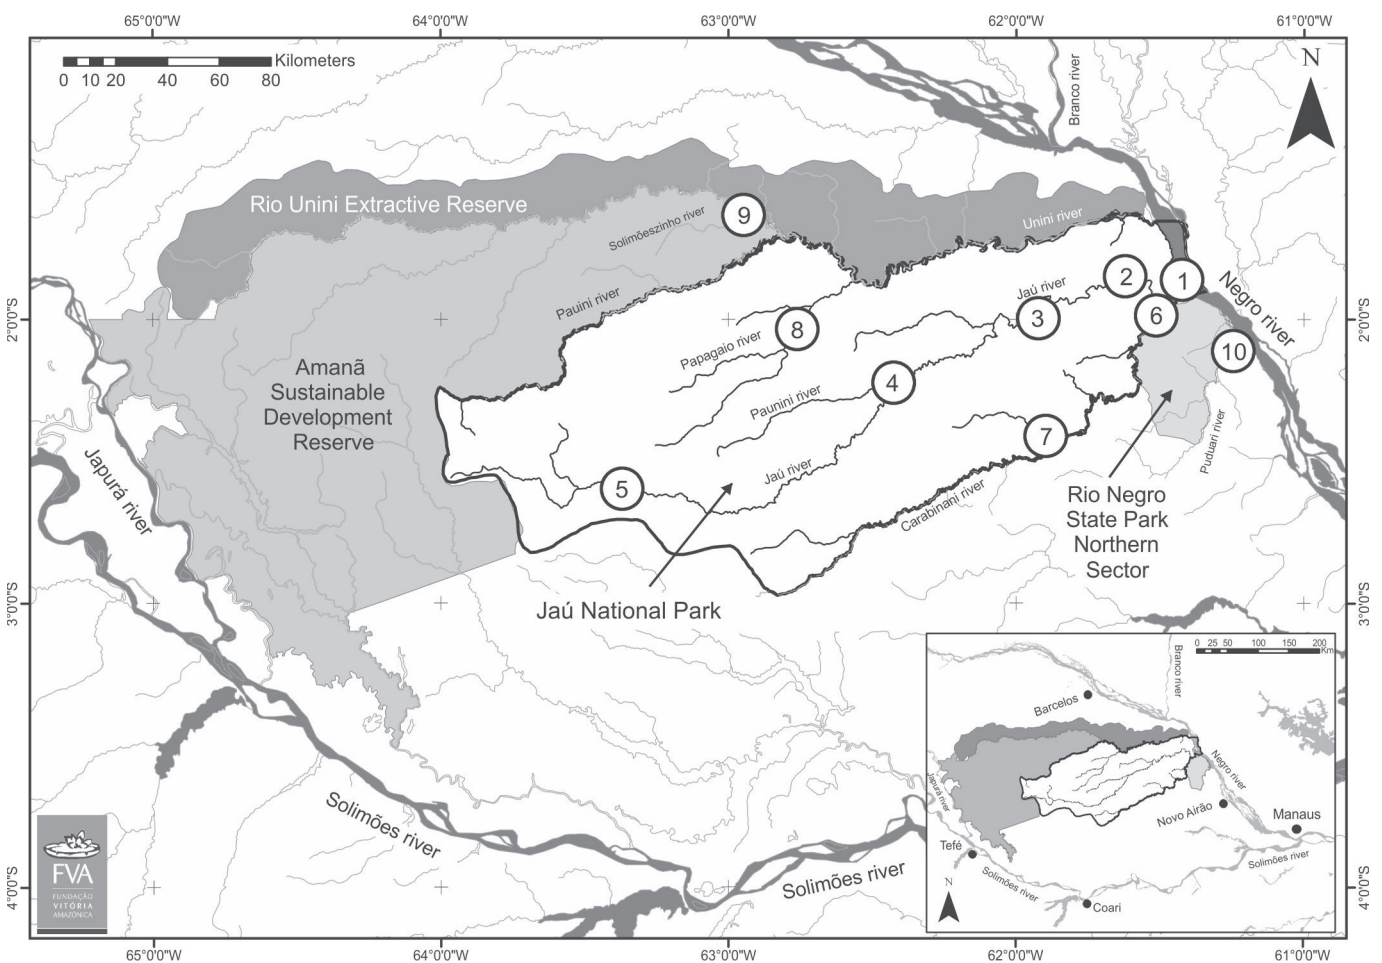 65°0'0"W 64°0'0"W 63°0'0"W 62°0'0"W 61°0'0"W
Kilometers
0 10 20 40 60 80
N
Branco river
Rio Unini Extractive Reserve
9
Solimõeszinho river
Unini river
2
1
Negro river
Pauini river
Jaú river
3
6
2°0'0"S
2°0'0"S
8
Papagaio river
10
Amanã
Sustainable
Development
Reserve
4
Paunini river
7
Puduari river
Japurá river
Jaú river
5
Carabinani river
Rio Negro
State Park
Northern
Sector
Jaú National Park
3°0'0"S
3°0'0"S
0 25 50 100 150 200
Km
Branco river
Barcelos
Negro river
Japurá river
Novo Airão
Manaus
Tefé
Solimões river
Solimões river
N
Coari
Solimões river
Solimões river
FVA
FUNDAÇÃO
VITÓRIA
AMAZÔNICA
4°0'0"S
4°0'0"S
65°0'0"W 64°0'0"W 63°0'0"W 62°0'0"W 61°0'0"W